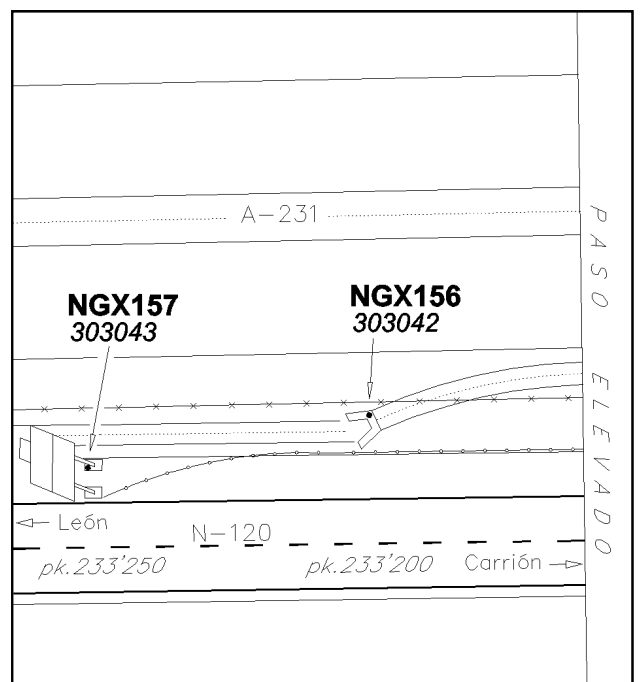 A-231
PASO ELEVADO
NGX157
303043
NGX156
303042
León
N-120
pk.233'250
pk.233'200
Carrión